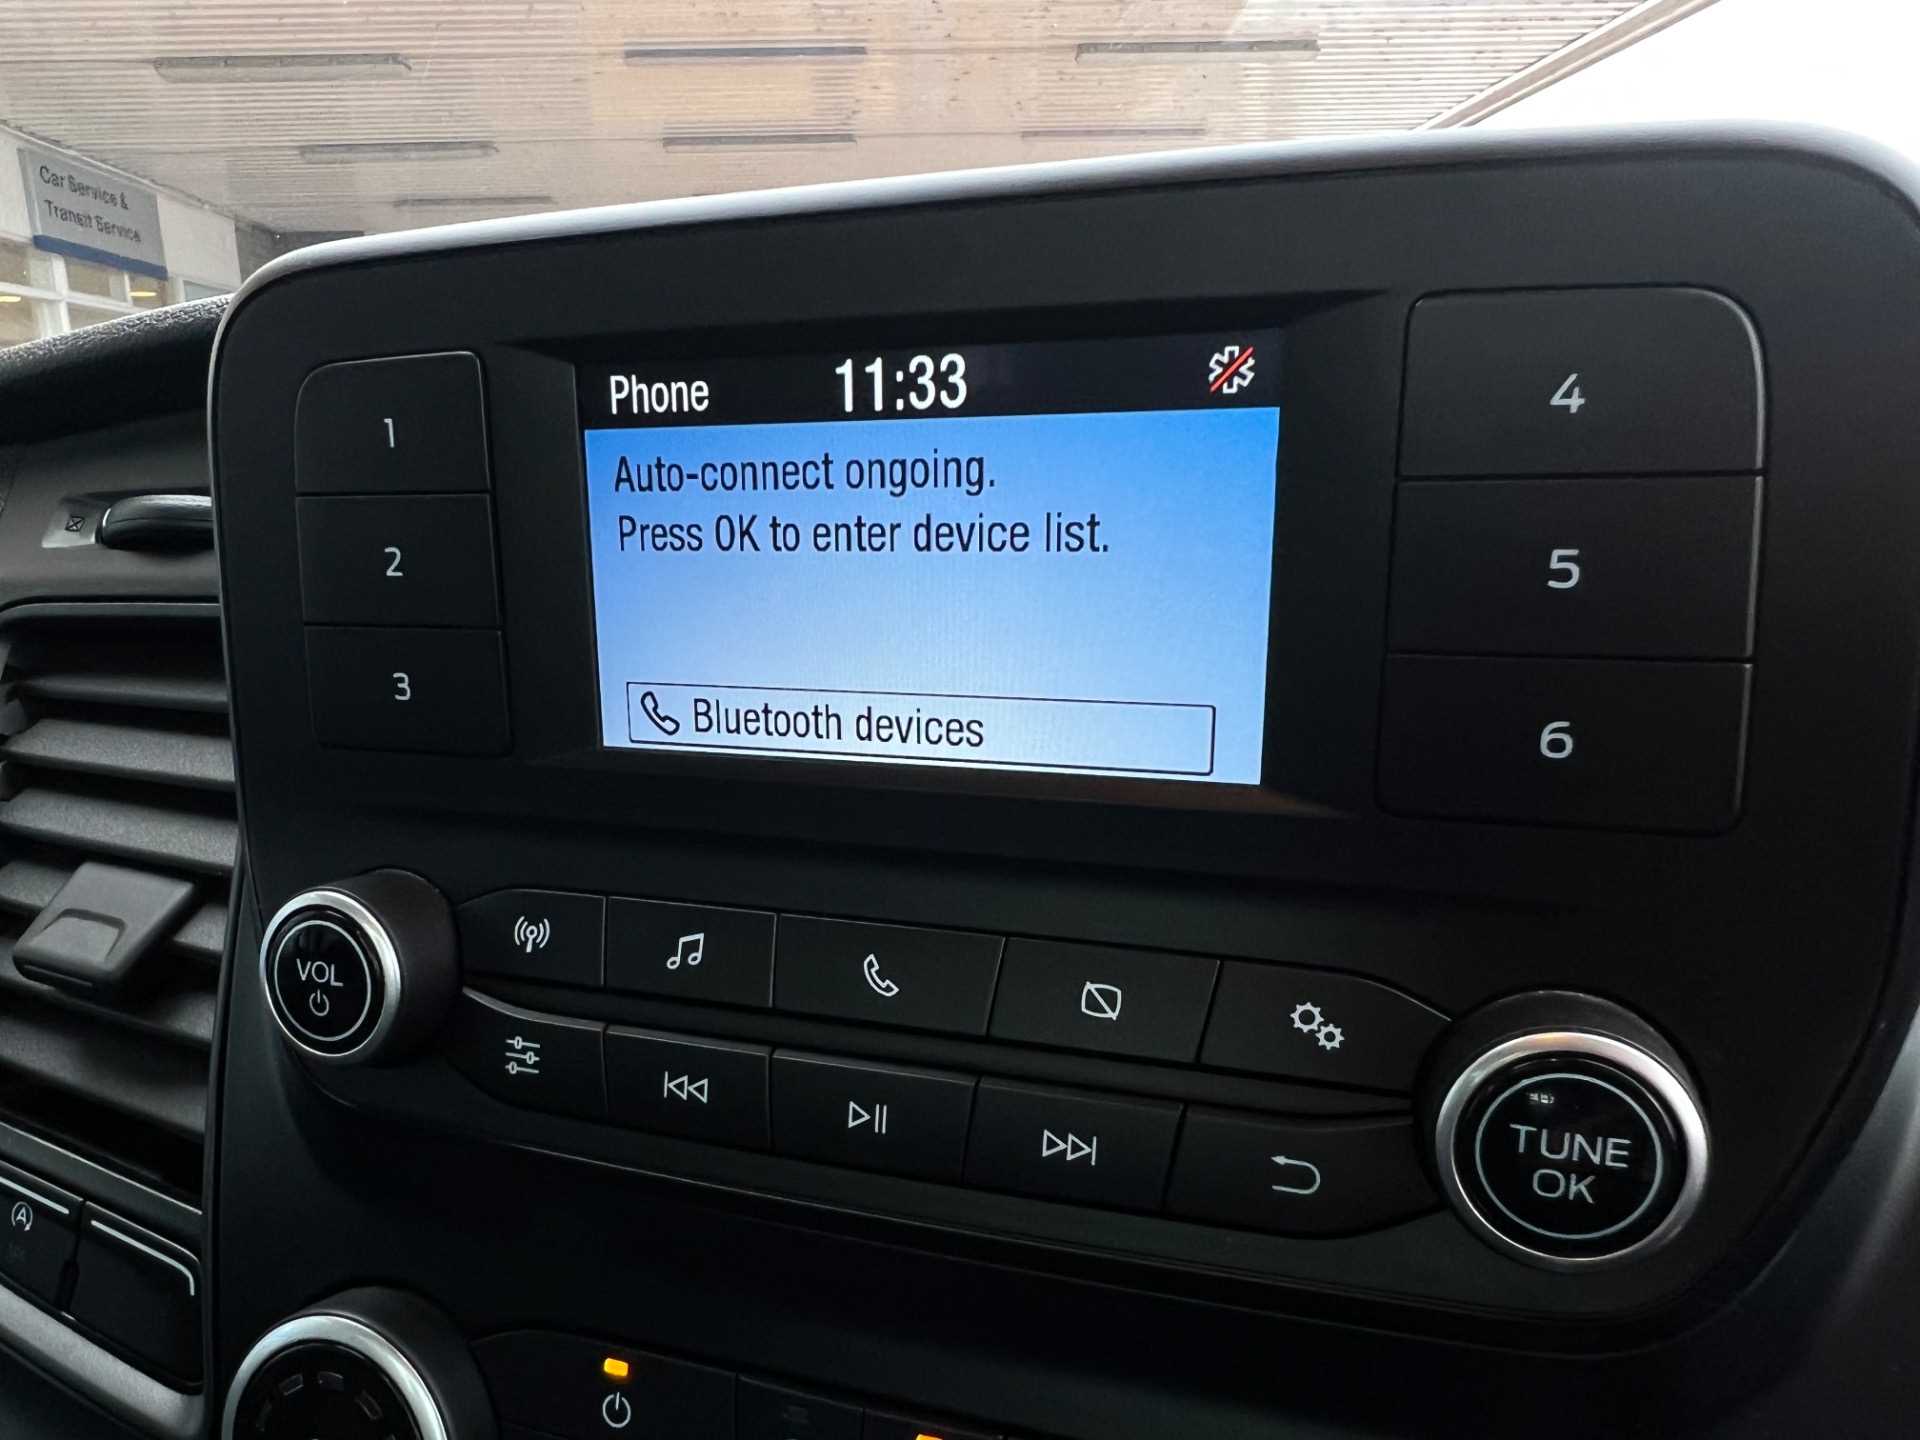 Car Service &
Transit Service
Phone 11:33
Auto-connect ongoing.
Press OK to enter device list.
Bluetooth devices
1
2
3
4
5
6
VOL
TUNE
OK
A